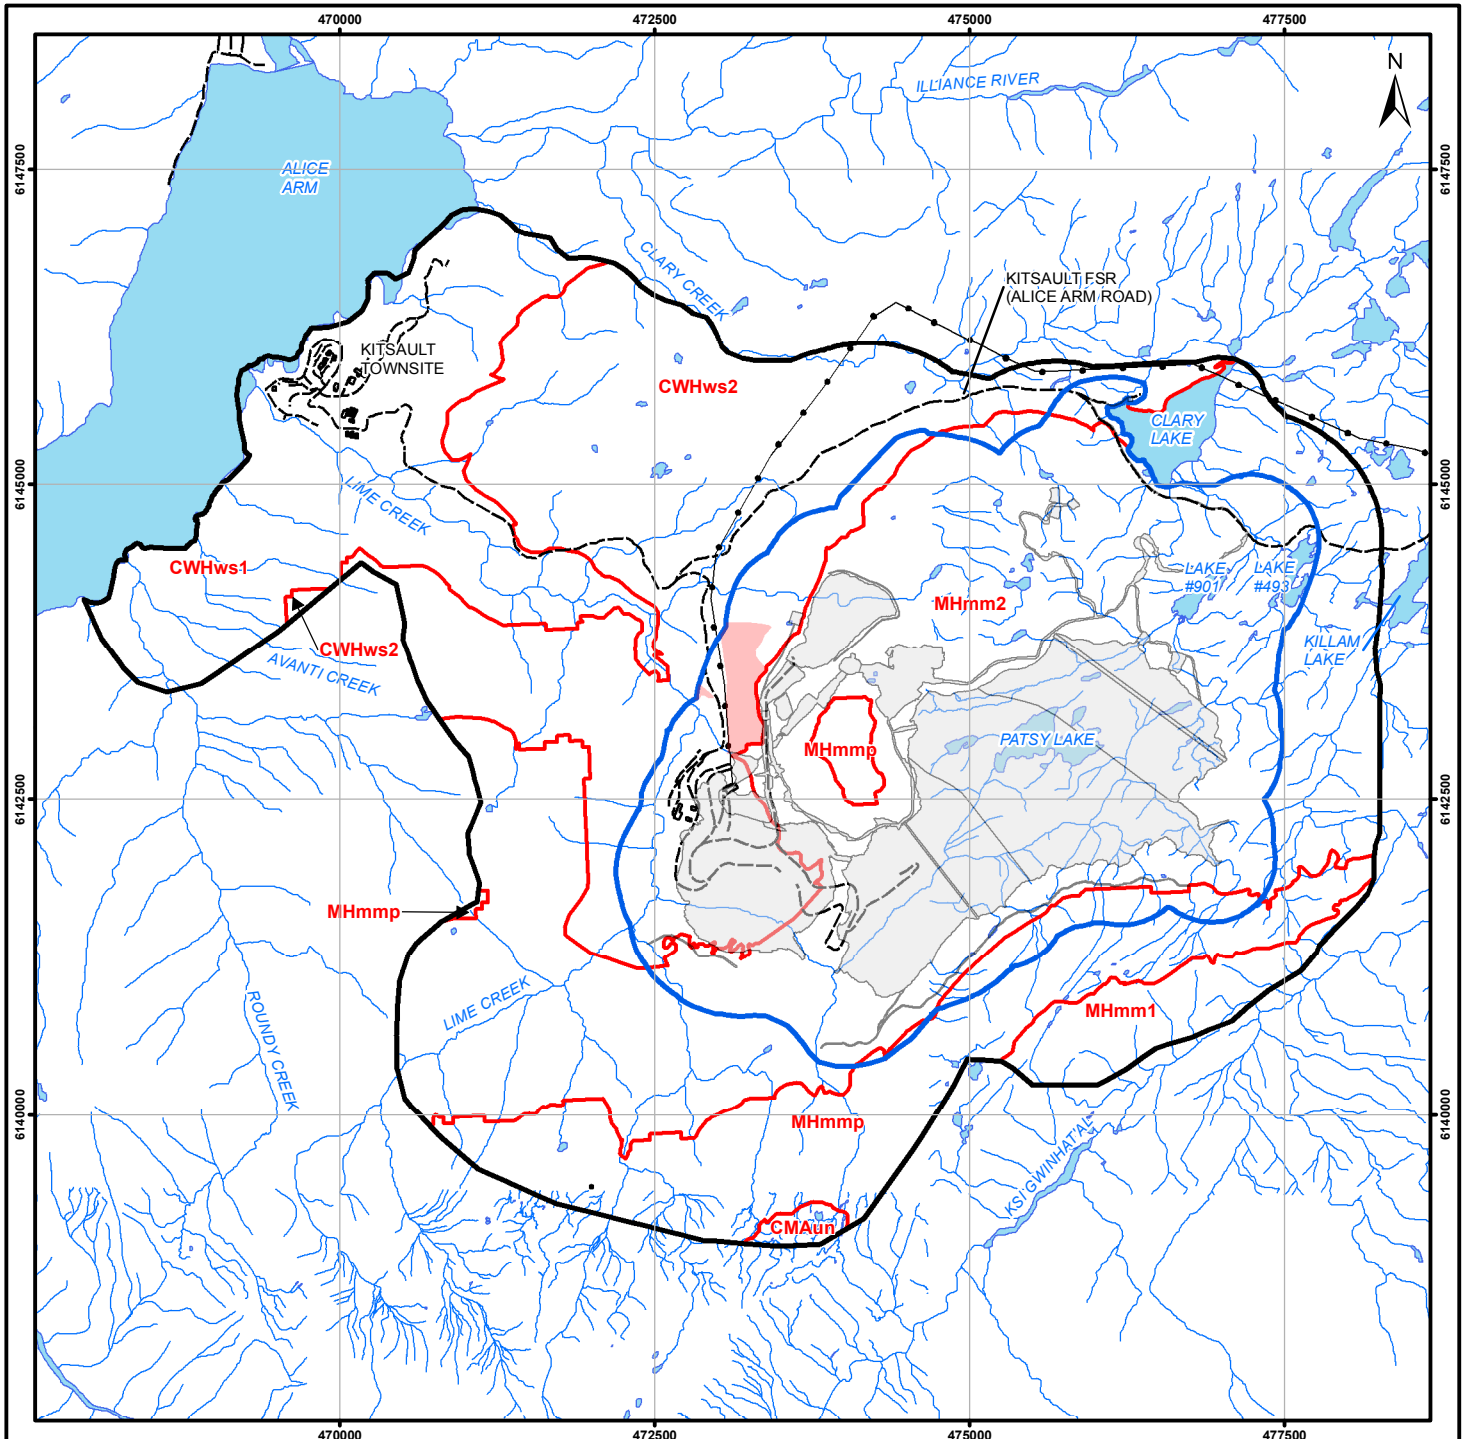 470000
472500
475000
477500
N
ILLIANCE RIVER
6147500
6147500
ALICE
ARM
CLARY CREEK
KITSAULT FSR
(ALICE ARM ROAD)
KITSAULT
TOWNSITE
CWHws2
CLARY
LAKE
6145000
6145000
LIME CREEK
CWHws1
LAKE
#901
LAKE
#493
MHmm2
CWHws2
AVANTI CREEK
KILLAM
LAKE
MHmmp
PATSY LAKE
6142500
6142500
MHmmp
LIME CREEK
ROUNDY CREEK
MHmm1
6140000
6140000
MHmmp
KSI GWINHAT'AL
CMAun
470000
472500
475000
477500